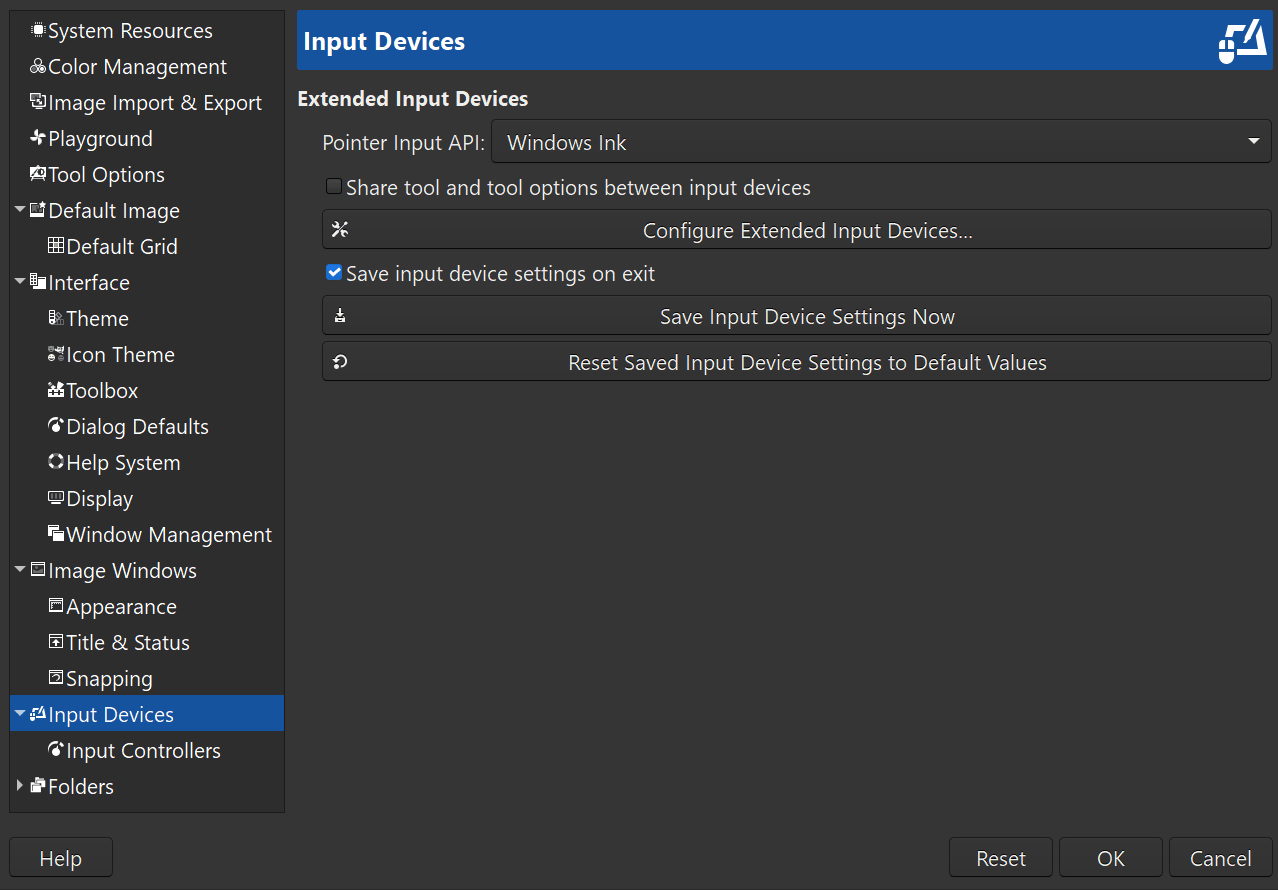 System Resources
Color Management
Image Import & Export
Playground
Tool Options
Default Image
Default Grid
Interface
Theme
Icon Theme
Toolbox
Dialog Defaults
Help System
Display
Window Management
Image Windows
Appearance
Title & Status
Snapping
Input Devices
Input Controllers
Folders
Input Devices
Extended Input Devices
Pointer Input API: Windows Ink
Share tool and tool options between input devices
Configure Extended Input Devices...
Save input device settings on exit
Save Input Device Settings Now
Reset Saved Input Device Settings to Default Values
Help Reset OK Cancel